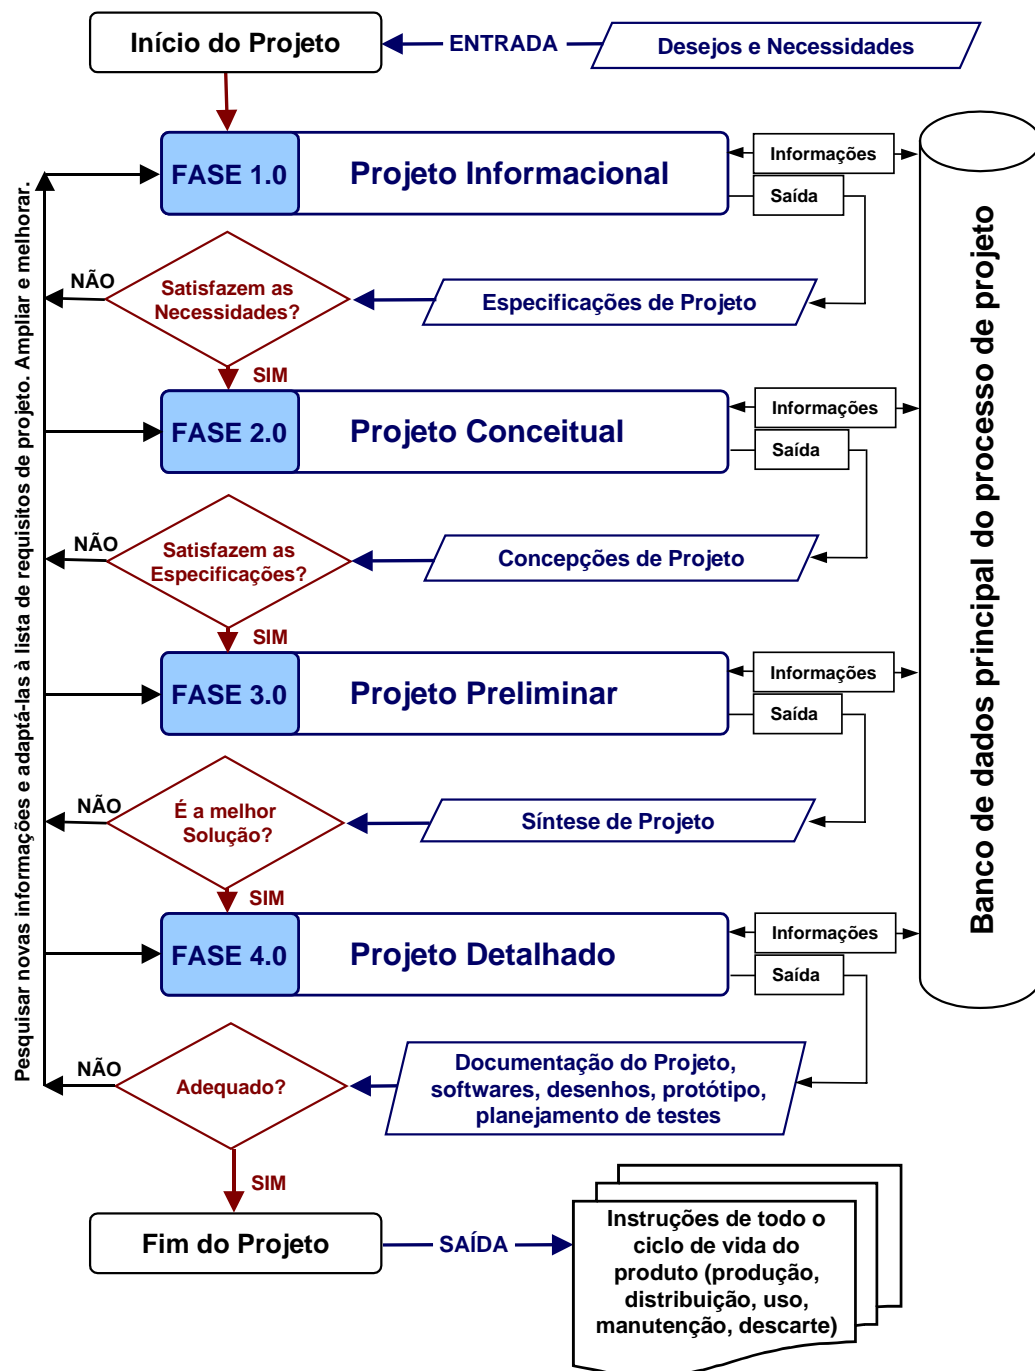 Início do Projeto
ENTRADA
Desejos e Necessidades
FASE 1.0
Projeto Informacional
Informações
Saída
NÃO
Satisfazem as
Necessidades?
Especificações de Projeto
SIM
FASE 2.0
Projeto Conceitual
Informações
Saída
NÃO
Satisfazem as
Especificações?
Concepções de Projeto
SIM
FASE 3.0
Projeto Preliminar
Informações
Saída
NÃO
É a melhor
Solução?
Síntese de Projeto
SIM
FASE 4.0
Projeto Detalhado
Informações
Saída
NÃO
Adequado?
Documentação do Projeto,
softwares, desenhos, protótipo,
planejamento de testes
SIM
Fim do Projeto
SAÍDA
Instruções de todo o
ciclo de vida do
produto (produção,
distribuição, uso,
manutenção, descarte)
Pesquisar novas informações e adaptá-las à lista de requisitos de projeto. Ampliar e melhorar.
Banco de dados principal do processo de projeto